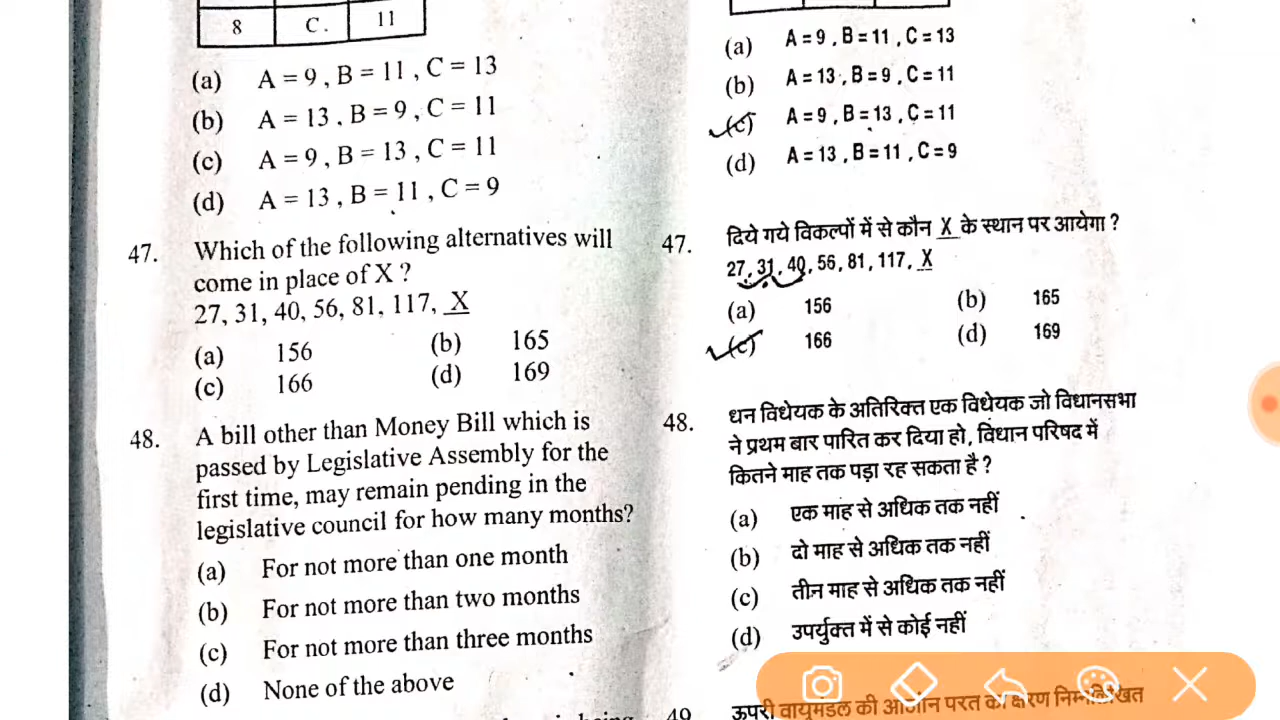 8 C. 11
(a) A = 9 , B = 11 , C = 13
(b) A = 13 . B = 9 , C = 11
(c) A = 9 , B = 13 , C = 11
(d) A = 13 , B = 11 , C = 9
47. Which of the following alternatives will
come in place of X ?
27, 31, 40, 56, 81, 117, X
(a) 156 (b) 165
(c) 166 (d) 169
48. A bill other than Money Bill which is
passed by Legislative Assembly for the
first time, may remain pending in the
legislative council for how many months?
(a) For not more than one month
(b) For not more than two months
(c) For not more than three months
(d) None of the above
(a) A = 9 , B = 11 , C = 13
(b) A = 13 , B = 9 , C = 11
(c) A = 9 , B = 13 , C = 11
(d) A = 13 , B = 11 , C = 9
47. दिये गये विकल्पों में से कौन X के स्थान पर आयेगा ?
27, 31, 40, 56, 81, 117, X
(a) 156 (b) 165
(c) 166 (d) 169
48. धन विधेयक के अतिरिक्त एक विधेयक जो विधानसभा
ने प्रथम बार पारित कर दिया हो, विधान परिषद में
कितने माह तक पड़ा रह सकता है ?
(a) एक माह से अधिक तक नहीं
(b) दो माह से अधिक तक नहीं
(c) तीन माह से अधिक तक नहीं
(d) उपर्युक्त में से कोई नहीं
49 ऊपरी वायुमंडल की ओजोन परत का क्षरण निम्नलिखित